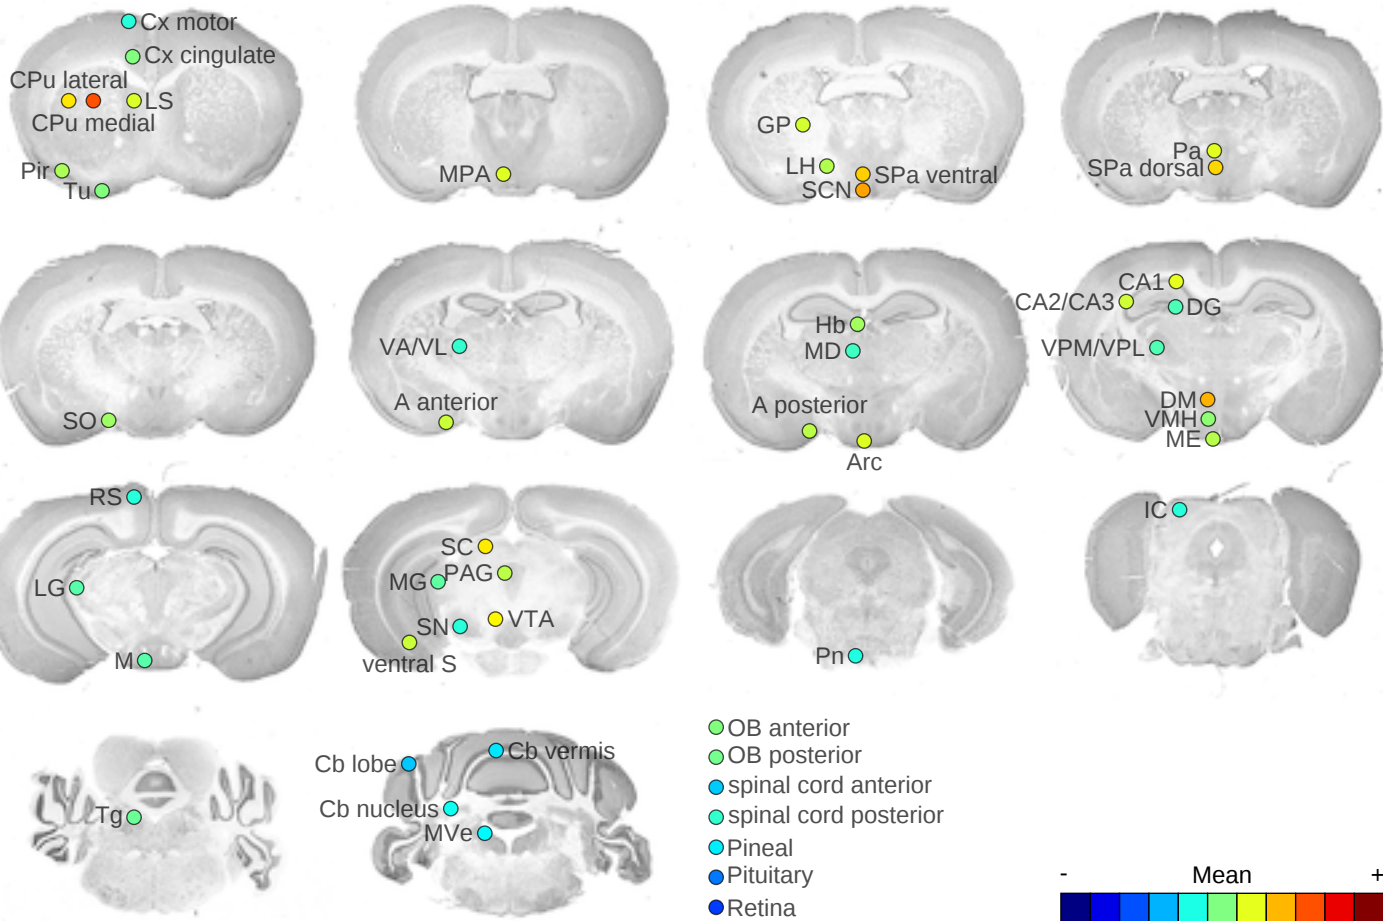 Cx motor
Cx cingulate
CPu lateral
LS
CPu medial
Pir
Tu
MPA
GP
LH
SPa ventral
SCN
Pa
SPa dorsal
SO
VA/VL
A anterior
Hb
MD
A posterior
Arc
CA1
CA2/CA3
DG
VPM/VPL
DM
VMH
ME
RS
LG
M
SC
PAG
MG
VTA
SN
ventral S
Pn
IC
Tg
Cb lobe
Cb vermis
Cb nucleus
MVe
OB anterior
OB posterior
spinal cord anterior
spinal cord posterior
Pineal
Pituitary
Retina
- Mean +